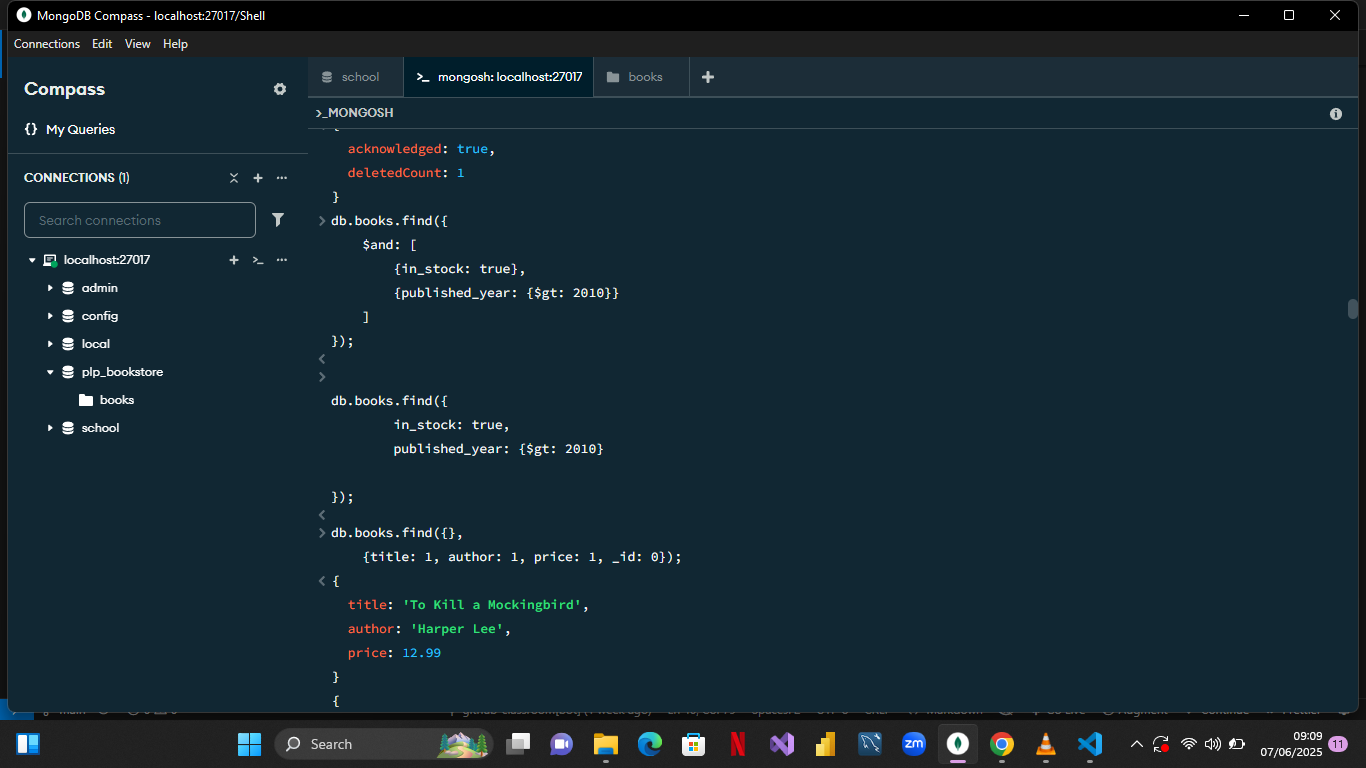 MongoDB Compass - localhost:27017/Shell
Connections Edit View Help
Compass
{} My Queries
CONNECTIONS (1)
Search connections
localhost:27017
admin
config
local
plp_bookstore
books
school
school
>_ mongosh: localhost:27017
books
>_MONGOSH
{
acknowledged: true,
deletedCount: 1
}
> db.books.find({
$and: [
{in_stock: true},
{published_year: {$gt: 2010}}
]
});
<
>
db.books.find({
in_stock: true,
published_year: {$gt: 2010}
});
<
> db.books.find({},
{title: 1, author: 1, price: 1, _id: 0});
< {
title: 'To Kill a Mockingbird',
author: 'Harper Lee',
price: 12.99
}
{
Search
zm
09:09
07/06/2025
11